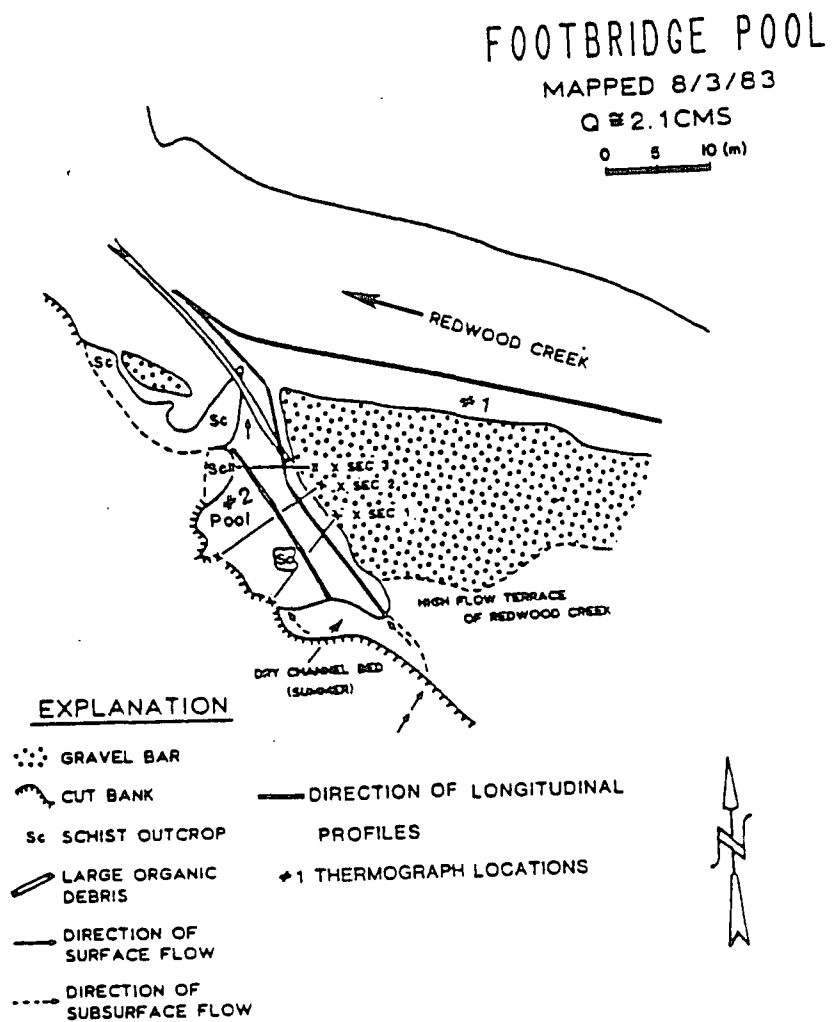 FOOTBRIDGE POOL
MAPPED 8/3/83
Q ≅ 2.1 CMS
0 5 10 (m)
REDWOOD CREEK
#1
Sc
Sc
Sc
SEC 3
SEC 2
SEC 1
#2
Pool
Sc
HIGH FLOW TERRACE
OF REDWOOD CREEK
DRY CHANNEL BED
(SUMMER)
EXPLANATION
GRAVEL BAR
CUT BANK
Sc SCHIST OUTCROP
LARGE ORGANIC
DEBRIS
DIRECTION OF
SURFACE FLOW
DIRECTION OF
SUBSURFACE FLOW
DIRECTION OF LONGITUDINAL
PROFILES
#1 THERMOGRAPH LOCATIONS
N